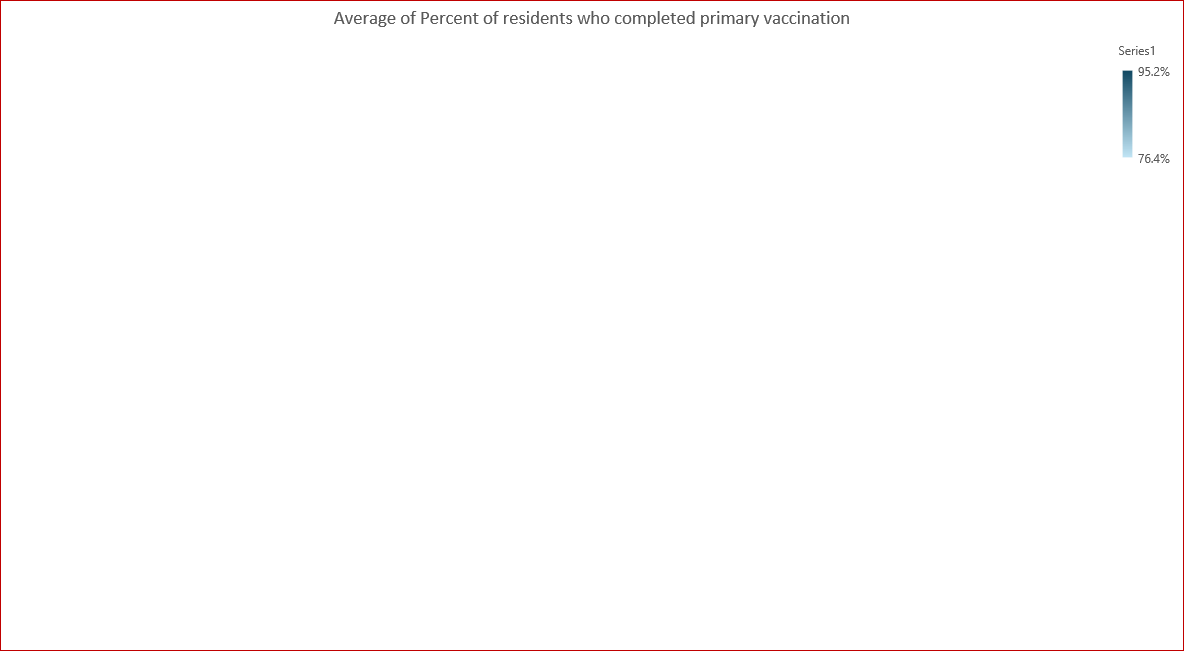 Average of Percent of residents who completed primary vaccination
Series1
95.2%
76.4%